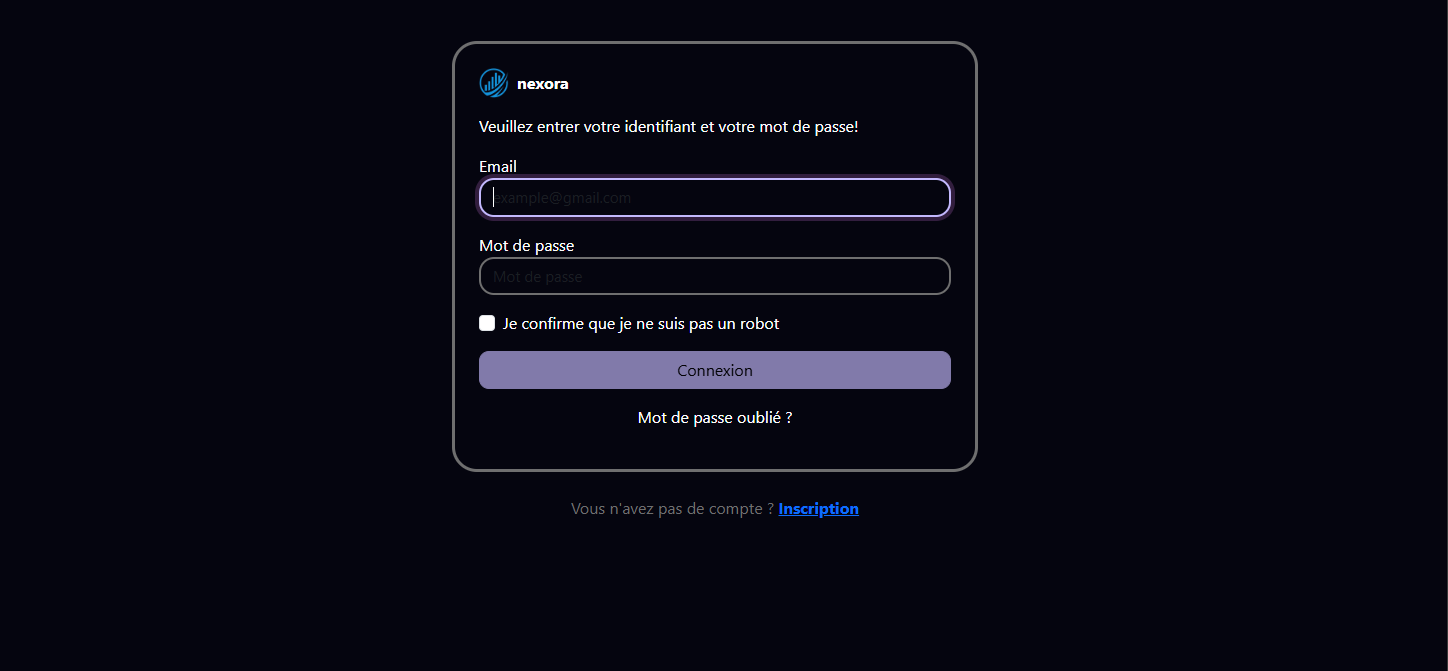 nexora
Veuillez entrer votre identifiant et votre mot de passe!
Email
example@gmail.com
Mot de passe
Mot de passe
Je confirme que je ne suis pas un robot
Connexion
Mot de passe oublié ?
Vous n'avez pas de compte ? Inscription